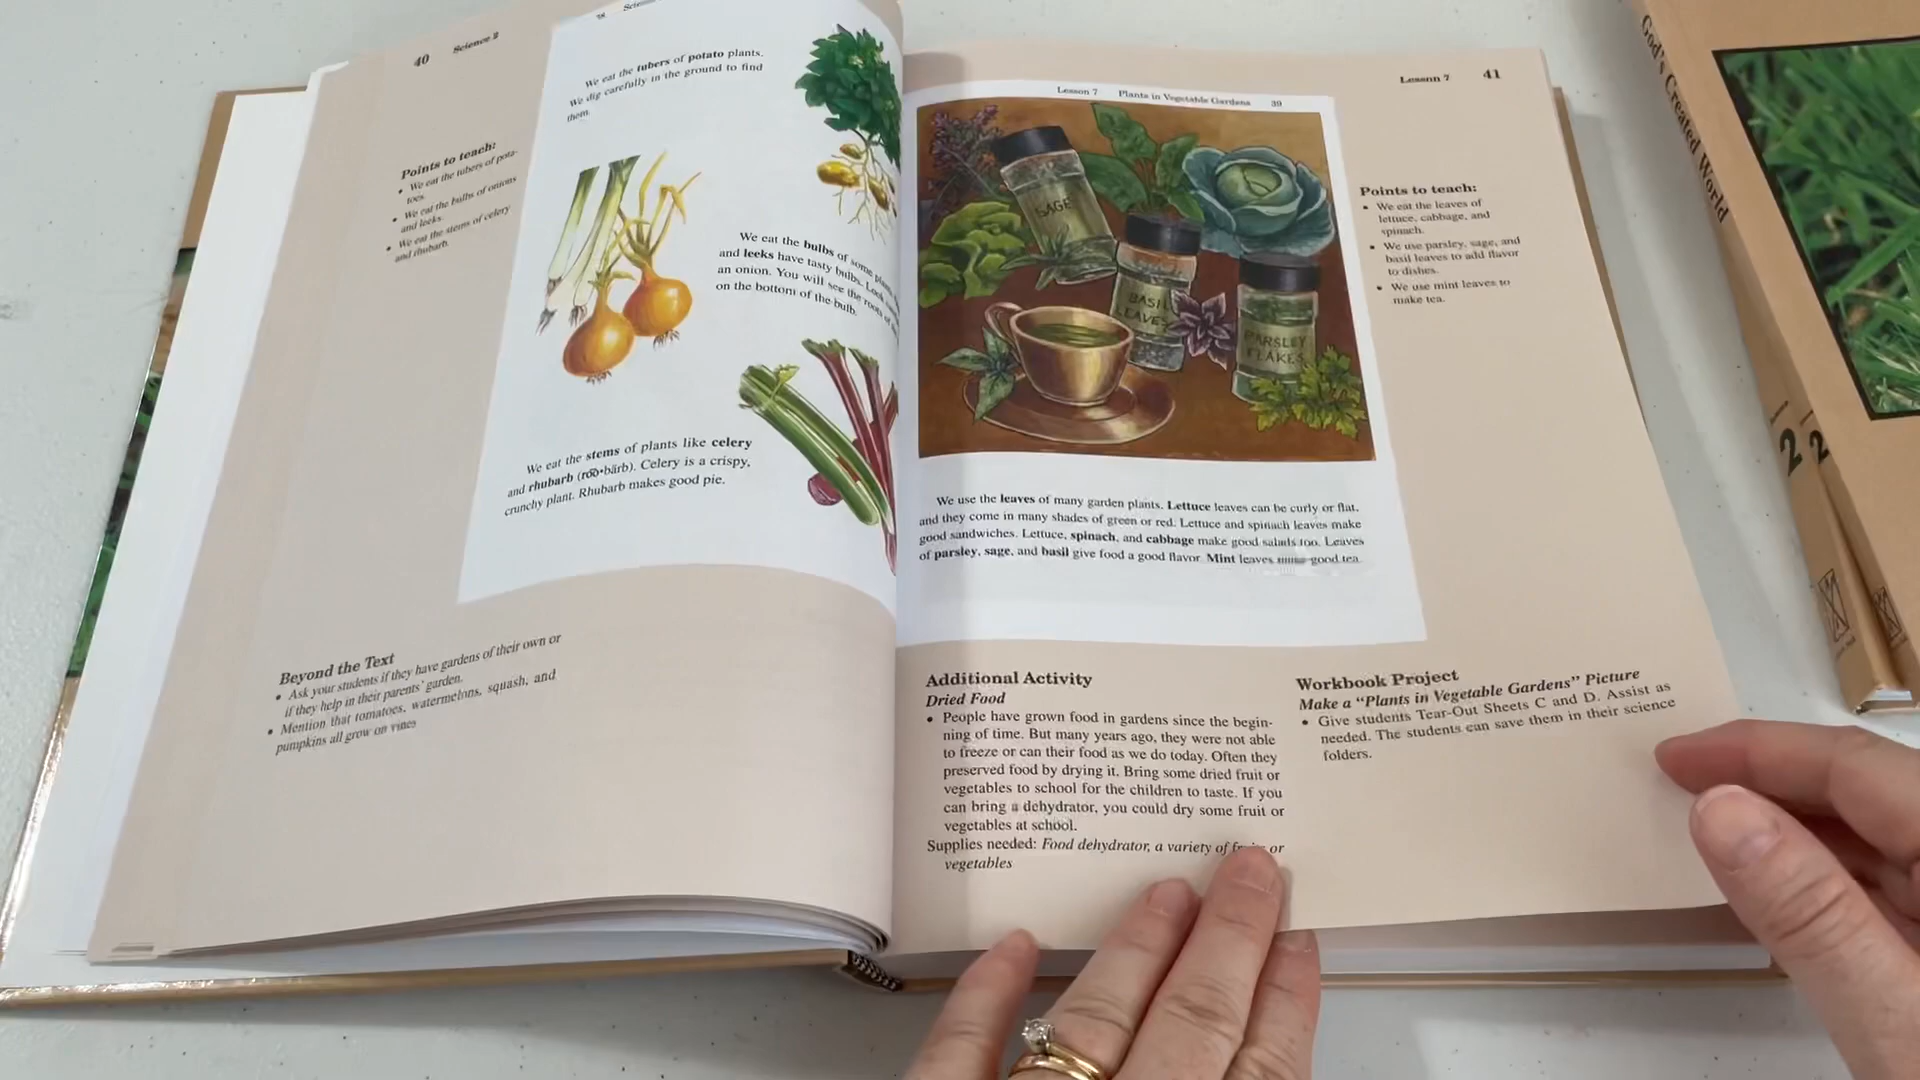 40 Science 2
We eat the tubers of potato plants.
We dig carefully in the ground to find
them.
Points to teach:
• We eat the tubers of pota-
toes.
• We eat the bulbs of onions
and leeks.
• We eat the stems of celery
and rhubarb.
We eat the bulbs of some
and leeks have tasty bulbs. Look
an onion. You will see the roots of
on the bottom of the bulb.
We eat the stems of plants like celery
and rhubarb (ro͞o•bärb). Celery is a crispy,
crunchy plant. Rhubarb makes good pie.
Beyond the Text
• Ask your students if they have gardens of their own or
if they help in their parents' garden.
• Mention that tomatoes, watermelons, squash, and
pumpkins all grow on vines
Lesson 7 41
Lesson 7 Plants in Vegetable Gardens 39
SAGE
BASIL
LEAVES
PARSLEY
FLAKES
Points to teach:
• We eat the leaves of
lettuce, cabbage, and
spinach.
• We use parsley, sage, and
basil leaves to add flavor
to dishes.
• We use mint leaves to
make tea.
We use the leaves of many garden plants. Lettuce leaves can be curly or flat,
and they come in many shades of green or red. Lettuce and spinach leaves make
good sandwiches. Lettuce, spinach, and cabbage make good salads too. Leaves
of parsley, sage, and basil give food a good flavor. Mint leaves good tea.
Additional Activity
Dried Food
• People have grown food in gardens since the begin-
ning of time. But many years ago, they were not able
to freeze or can their food as we do today. Often they
preserved food by drying it. Bring some dried fruit or
vegetables to school for the children to taste. If you
can bring a dehydrator, you could dry some fruit or
vegetables at school.
Supplies needed: Food dehydrator, a variety of or
vegetables
Workbook Project
Make a “Plants in Vegetable Gardens” Picture
• Give students Tear-Out Sheets C and D. Assist as
needed. The students can save them in their science
folders.
God's Created World
2
2